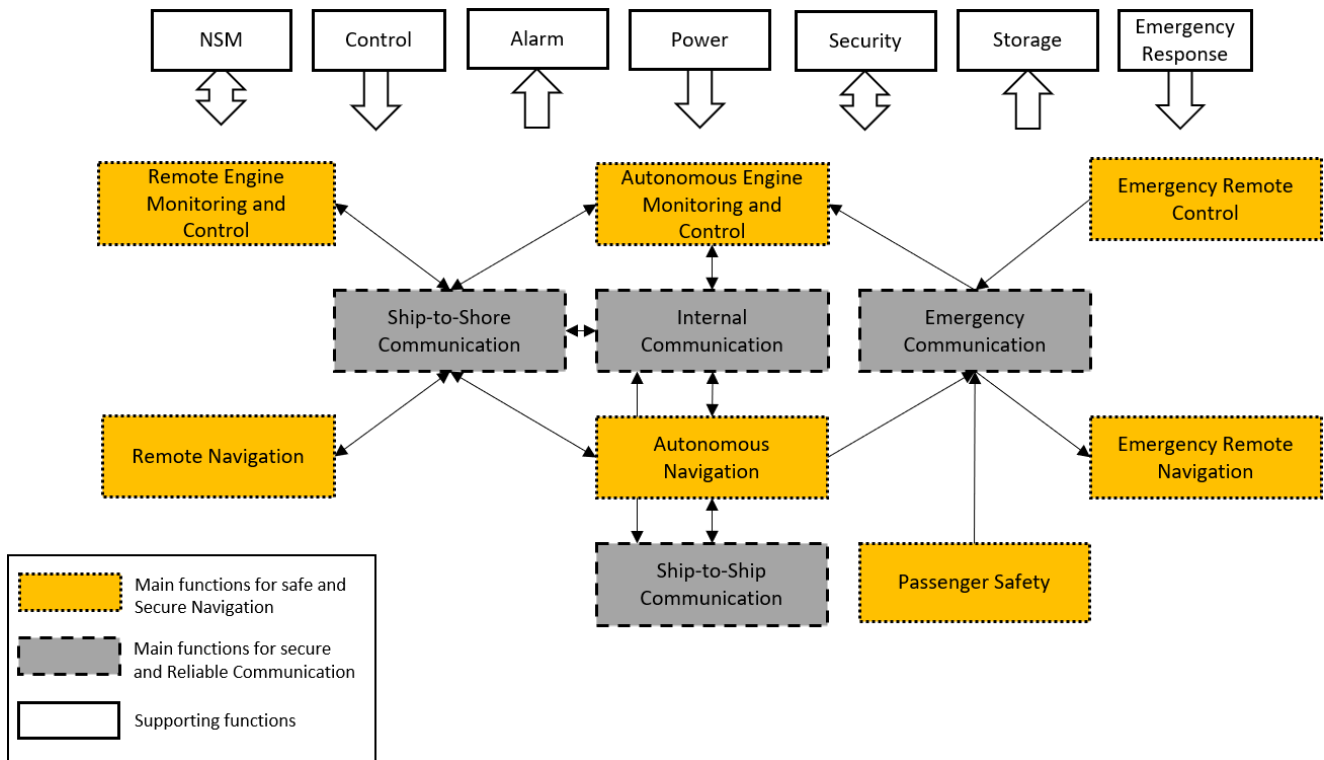 NSM
Control
Alarm
Power
Security
Storage
Emergency
Response
Remote Engine
Monitoring and
Control
Autonomous Engine
Monitoring and
Control
Emergency Remote
Control
Ship-to-Shore
Communication
Internal
Communication
Emergency
Communication
Remote Navigation
Autonomous
Navigation
Emergency Remote
Navigation
Ship-to-Ship
Communication
Passenger Safety
Main functions for safe and
Secure Navigation
Main functions for secure
and Reliable Communication
Supporting functions